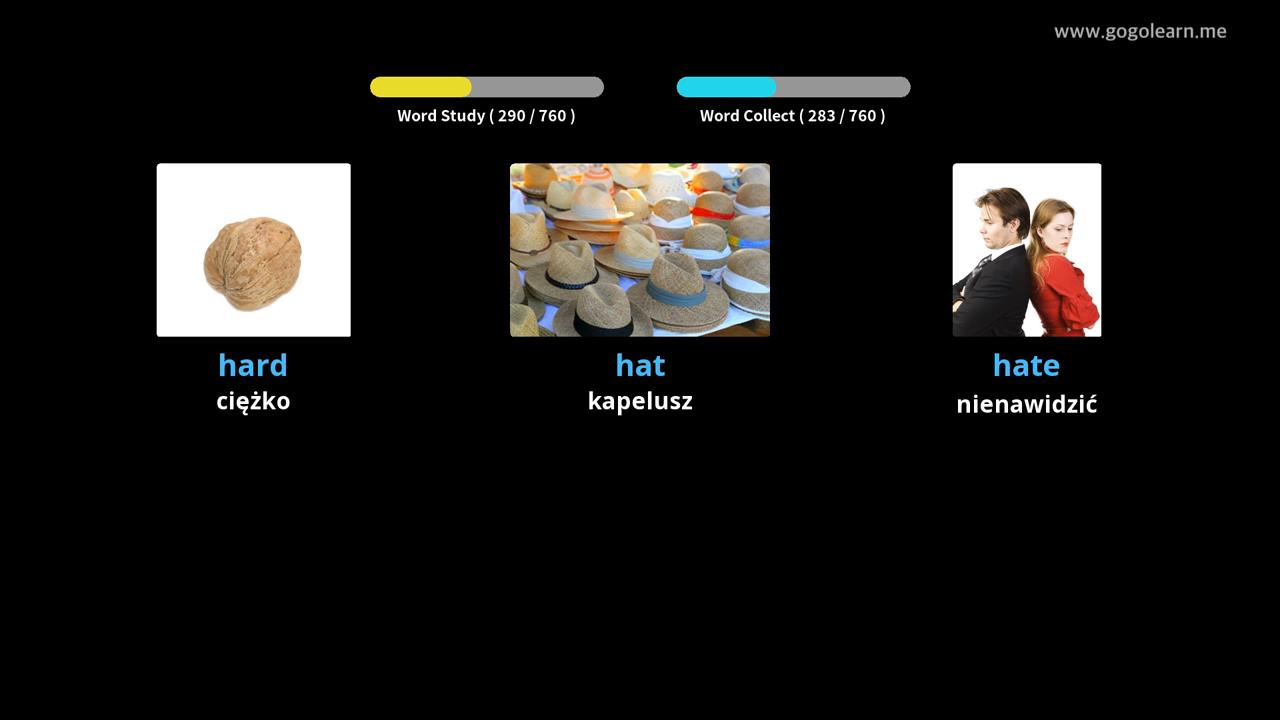 www.gogolearn.me
Word Study ( 290 / 760 )
Word Collect ( 283 / 760 )
hard
ciężko
hat
kapelusz
hate
nienawidzić